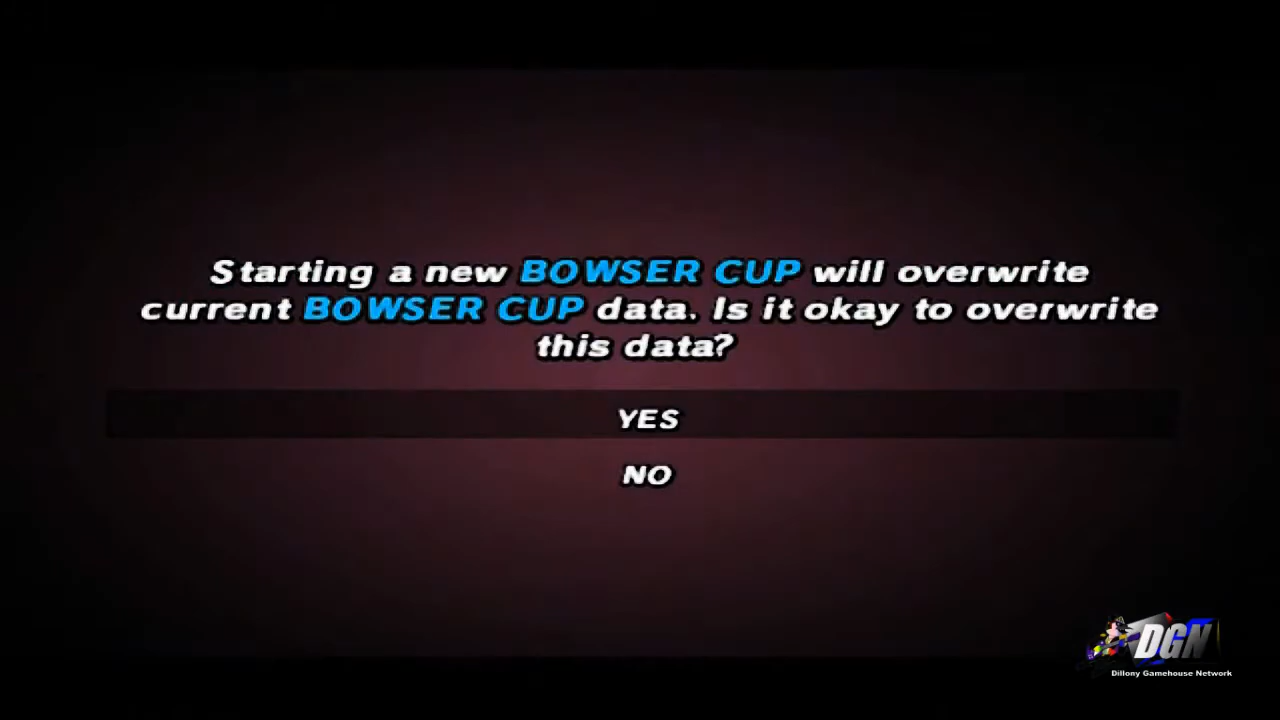 Starting a new BOWSER CUP will overwrite
current BOWSER CUP data. Is it okay to overwrite
this data?
YES
NO
DGN
Dillony Gamehouse Network